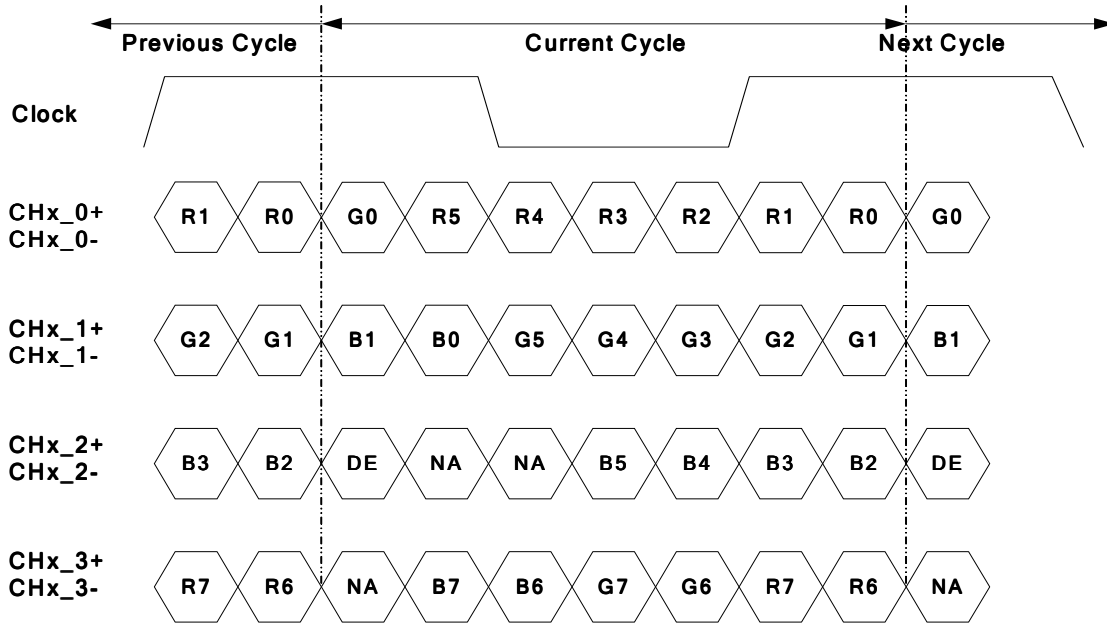 Previous Cycle Current Cycle Next Cycle
Clock
CHx_0+
CHx_0-
R1 R0 G0 R5 R4 R3 R2 R1 R0 G0
CHx_1+
CHx_1-
G2 G1 B1 B0 G5 G4 G3 G2 G1 B1
CHx_2+
CHx_2-
B3 B2 DE NA NA B5 B4 B3 B2 DE
CHx_3+
CHx_3-
R7 R6 NA B7 B6 G7 G6 R7 R6 NA